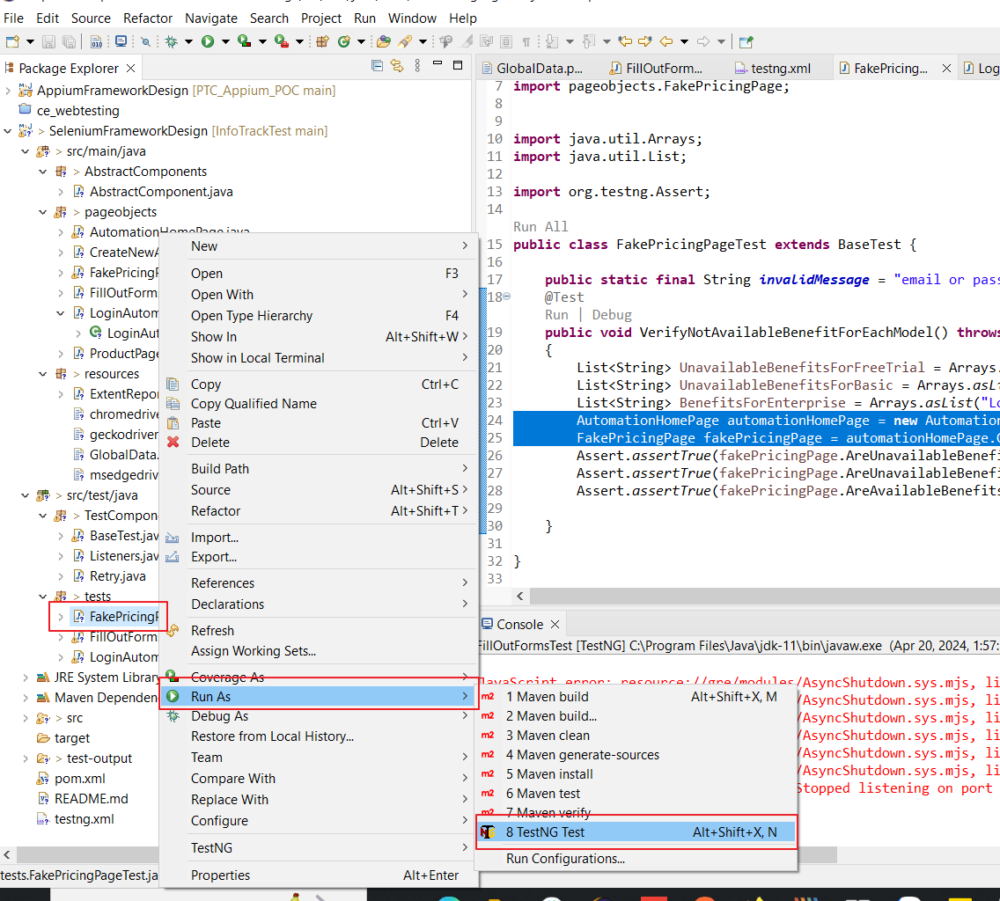 File Edit Source Refactor Navigate Search Project Run Window Help
Package Explorer
AppiumFrameworkDesign [PTC_Appium_POC main]
ce_webtesting
> SeleniumFrameworkDesign [InfoTrackTest main]
> src/main/java
> AbstractComponents
AbstractComponent.java
> pageobjects
AutomationHomePage.java
CreateNewA
FakePricingP
FillOutForm
LoginAutom
LoginAut
ProductPage
> resources
ExtentRepor
chromedrive
geckodriver
GlobalData.
msedgedriv
> src/test/java
> TestCompon
BaseTest.jav
Listeners.jav
Retry.java
> tests
FakePricingP
FillOutForm
LoginAutom
JRE System Library
Maven Dependen
> src
target
> test-output
pom.xml
README.md
testng.xml
tests.FakePricingPageTest.ja
New
Open F3
Open With
Open Type Hierarchy F4
Show In Alt+Shift+W
Show in Local Terminal
Copy Ctrl+C
Copy Qualified Name
Paste Ctrl+V
Delete Delete
Build Path
Source Alt+Shift+S
Refactor Alt+Shift+T
Import...
Export...
References
Declarations
Refresh
Assign Working Sets...
Coverage As
Run As
Debug As
Restore from Local History...
Team
Compare With
Replace With
Configure
TestNG
Properties Alt+Enter
1 Maven build Alt+Shift+X, M
2 Maven build...
3 Maven clean
4 Maven generate-sources
5 Maven install
6 Maven test
7 Maven verify
8 TestNG Test Alt+Shift+X, N
Run Configurations...
GlobalData.p... FillOutForm... testng.xml FakePricing... Log
7 import pageobjects.FakePricingPage;
8
9
10 import java.util.Arrays;
11 import java.util.List;
12
13 import org.testng.Assert;
14
Run All
15 public class FakePricingPageTest extends BaseTest {
16
17 public static final String invalidMessage = "email or pass
18 @Test
Run | Debug
19 public void VerifyNotAvailableBenefitForEachModel() throws
20 {
21 List<String> UnavailableBenefitsForFreeTrial = Arrays.
22 List<String> UnavailableBenefitsForBasic = Arrays.asLi
23 List<String> BenefitsForEnterprise = Arrays.asList("Lo
24 AutomationHomePage automationHomePage = new Automation
25 FakePricingPage fakePricingPage = automationHomePage.
26 Assert.assertTrue(fakePricingPage.AreUnavailableBenefi
27 Assert.assertTrue(fakePricingPage.AreUnavailableBenefi
28 Assert.assertTrue(fakePricingPage.AreAvailableBenefits
29
30 }
31
32 }
33
Console
FillOutFormsTest [TestNG] C:\Program Files\Java\jdk-11\bin\javaw.exe (Apr 20, 2024, 1:57:
JavaScript error: resource://gre/modules/AsyncShutdown.sys.mjs, li
/AsyncShutdown.sys.mjs, li
/AsyncShutdown.sys.mjs, li
/AsyncShutdown.sys.mjs, li
/AsyncShutdown.sys.mjs, li
/AsyncShutdown.sys.mjs, li
Stopped listening on port